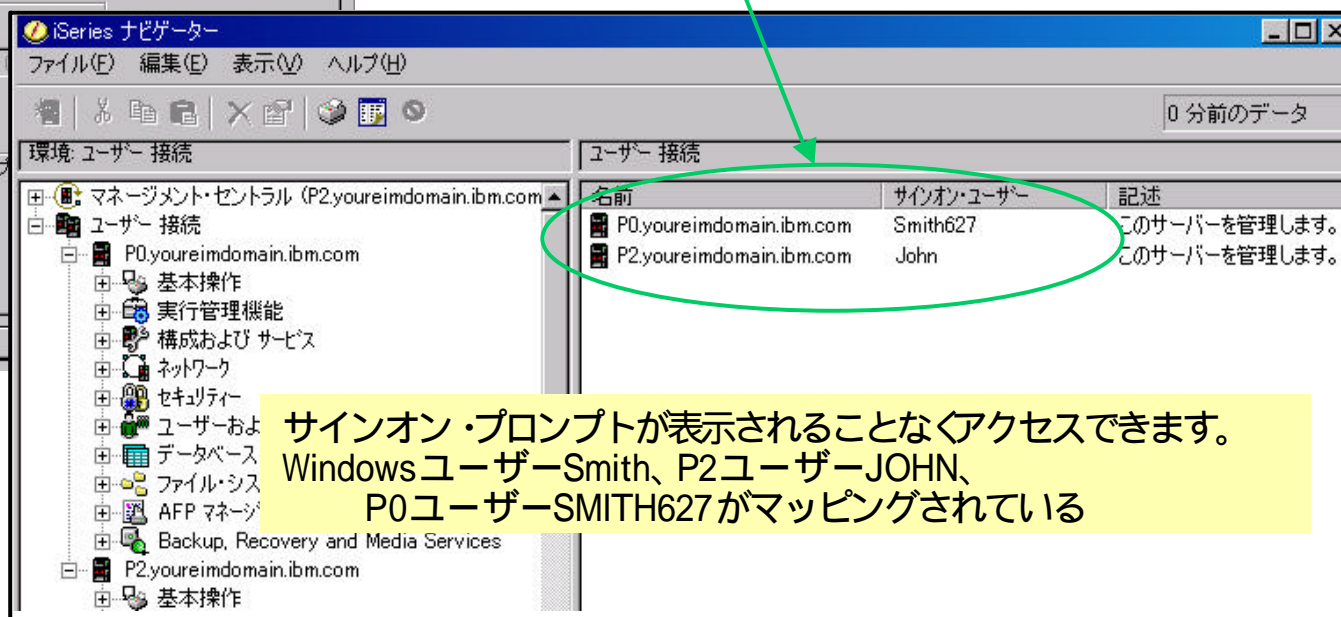 iSeries ナビゲーター
ファイル(F) 編集(E) 表示(V) ヘルプ(H)
0 分前のデータ
環境: ユーザー 接続
ユーザー 接続
マネージメント・セントラル (P2.youreimdomain.ibm.com
ユーザー 接続
P0.youreimdomain.ibm.com
基本操作
実行管理機能
構成および サービス
ネットワーク
セキュリティー
ユーザーおよ
データベース
ファイル・シス
AFP マネージ
Backup, Recovery and Media Services
P2.youreimdomain.ibm.com
基本操作
名前 サインオン・ユーザー 記述
P0.youreimdomain.ibm.com Smith627 このサーバーを管理します。
P2.youreimdomain.ibm.com John このサーバーを管理します。
サインオン・プロンプトが表示されることなくアクセスできます。
WindowsユーザーSmith、P2ユーザーJOHN、
P0ユーザーSMITH627がマッピングされている